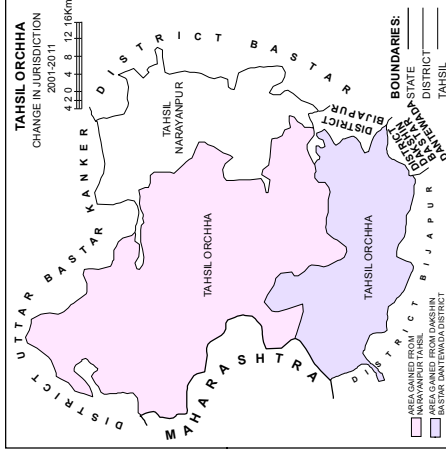 TAHSIL ORCHHA
CHANGE IN JURISDICTION
2001-2011
4 2 0 4 8 12 16Km
DISTRICT UTTAR BASTAR KANKER
DISTRICT BASTAR
TAHSIL
NARAYANPUR
TAHSIL ORCHHA
MAHARASHTRA
TAHSIL ORCHHA
DISTRICT
BIJAPUR
DISTRICT
DAKSHIN
BASTAR
DANTEWADA
DISTRICT BIJAPUR
BOUNDARIES:
STATE
DISTRICT
TAHSIL
AREA GAINED FROM
NARAYANPUR TAHSIL
AREA GAINED FROM DAKSHIN
BASTAR DANTEWADA DISTRICT